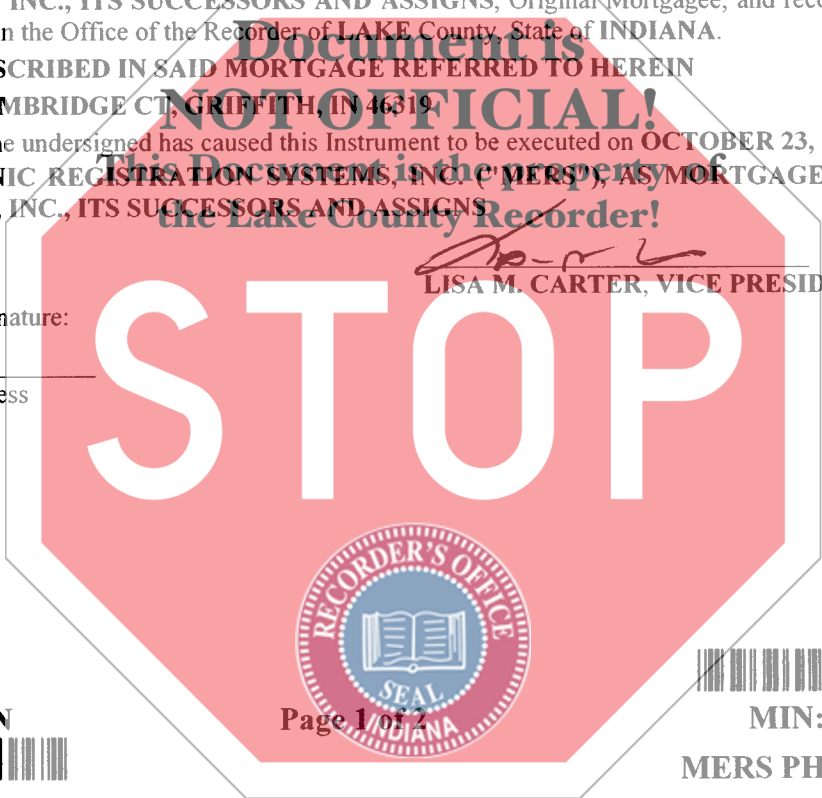 INC., ITS SUCCESSORS AND ASSIGNS, Original Mortgagee, and reco
n the Office of the Recorder of LAKE County, State of INDIANA.
Document is
SCRIBED IN SAID MORTGAGE REFERRED TO HEREIN
MBRIDGE CT, GRIFFITH, IN 46319
NOT OFFICIAL!
e undersigned has caused this Instrument to be executed on OCTOBER 23,
This Document is the property of
NIC REGISTRATION SYSTEMS, INC. ("MERS"), AS MORTGAGE
, INC., ITS SUCCESSORS AND ASSIGNS
the Lake County Recorder!
LISA M. CARTER, VICE PRESID
nature:
ess
STOP
RECORDER'S OFFICE
SEAL
INDIANA
N
Page 1 of 2
MIN:
MERS PH